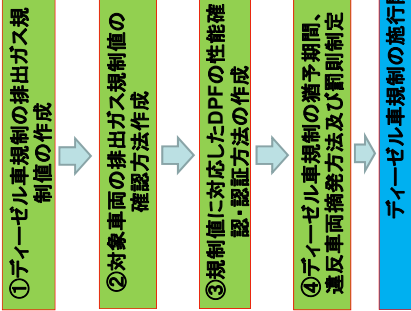 ①ディーゼル車規制の排出ガス規
制値の作成
②対象車両の排出ガス規制値の
確認方法作成
③規制値に対応したDPFの性能確
認・認証方法の作成
④ディーゼル車規制の猶予期間、
違反車両摘発方法及び罰則制定
ディーゼル車規制の施行